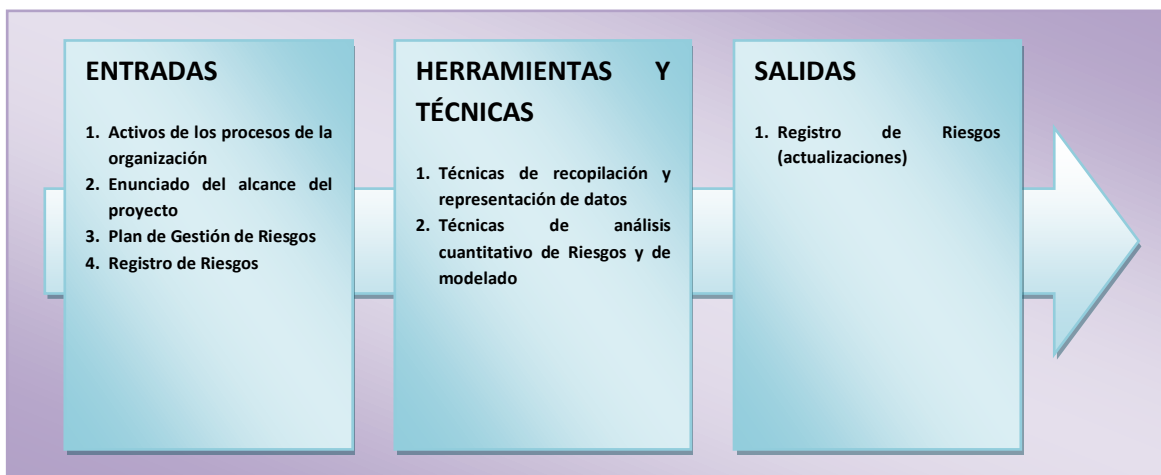 ENTRADAS
1. Activos de los procesos de la
organización
2. Enunciado del alcance del
proyecto
3. Plan de Gestión de Riesgos
4. Registro de Riesgos
HERRAMIENTAS Y
TÉCNICAS
1. Técnicas de recopilación y
representación de datos
2. Técnicas de análisis
cuantitativo de Riesgos y de
modelado
SALIDAS
1. Registro de Riesgos
(actualizaciones)